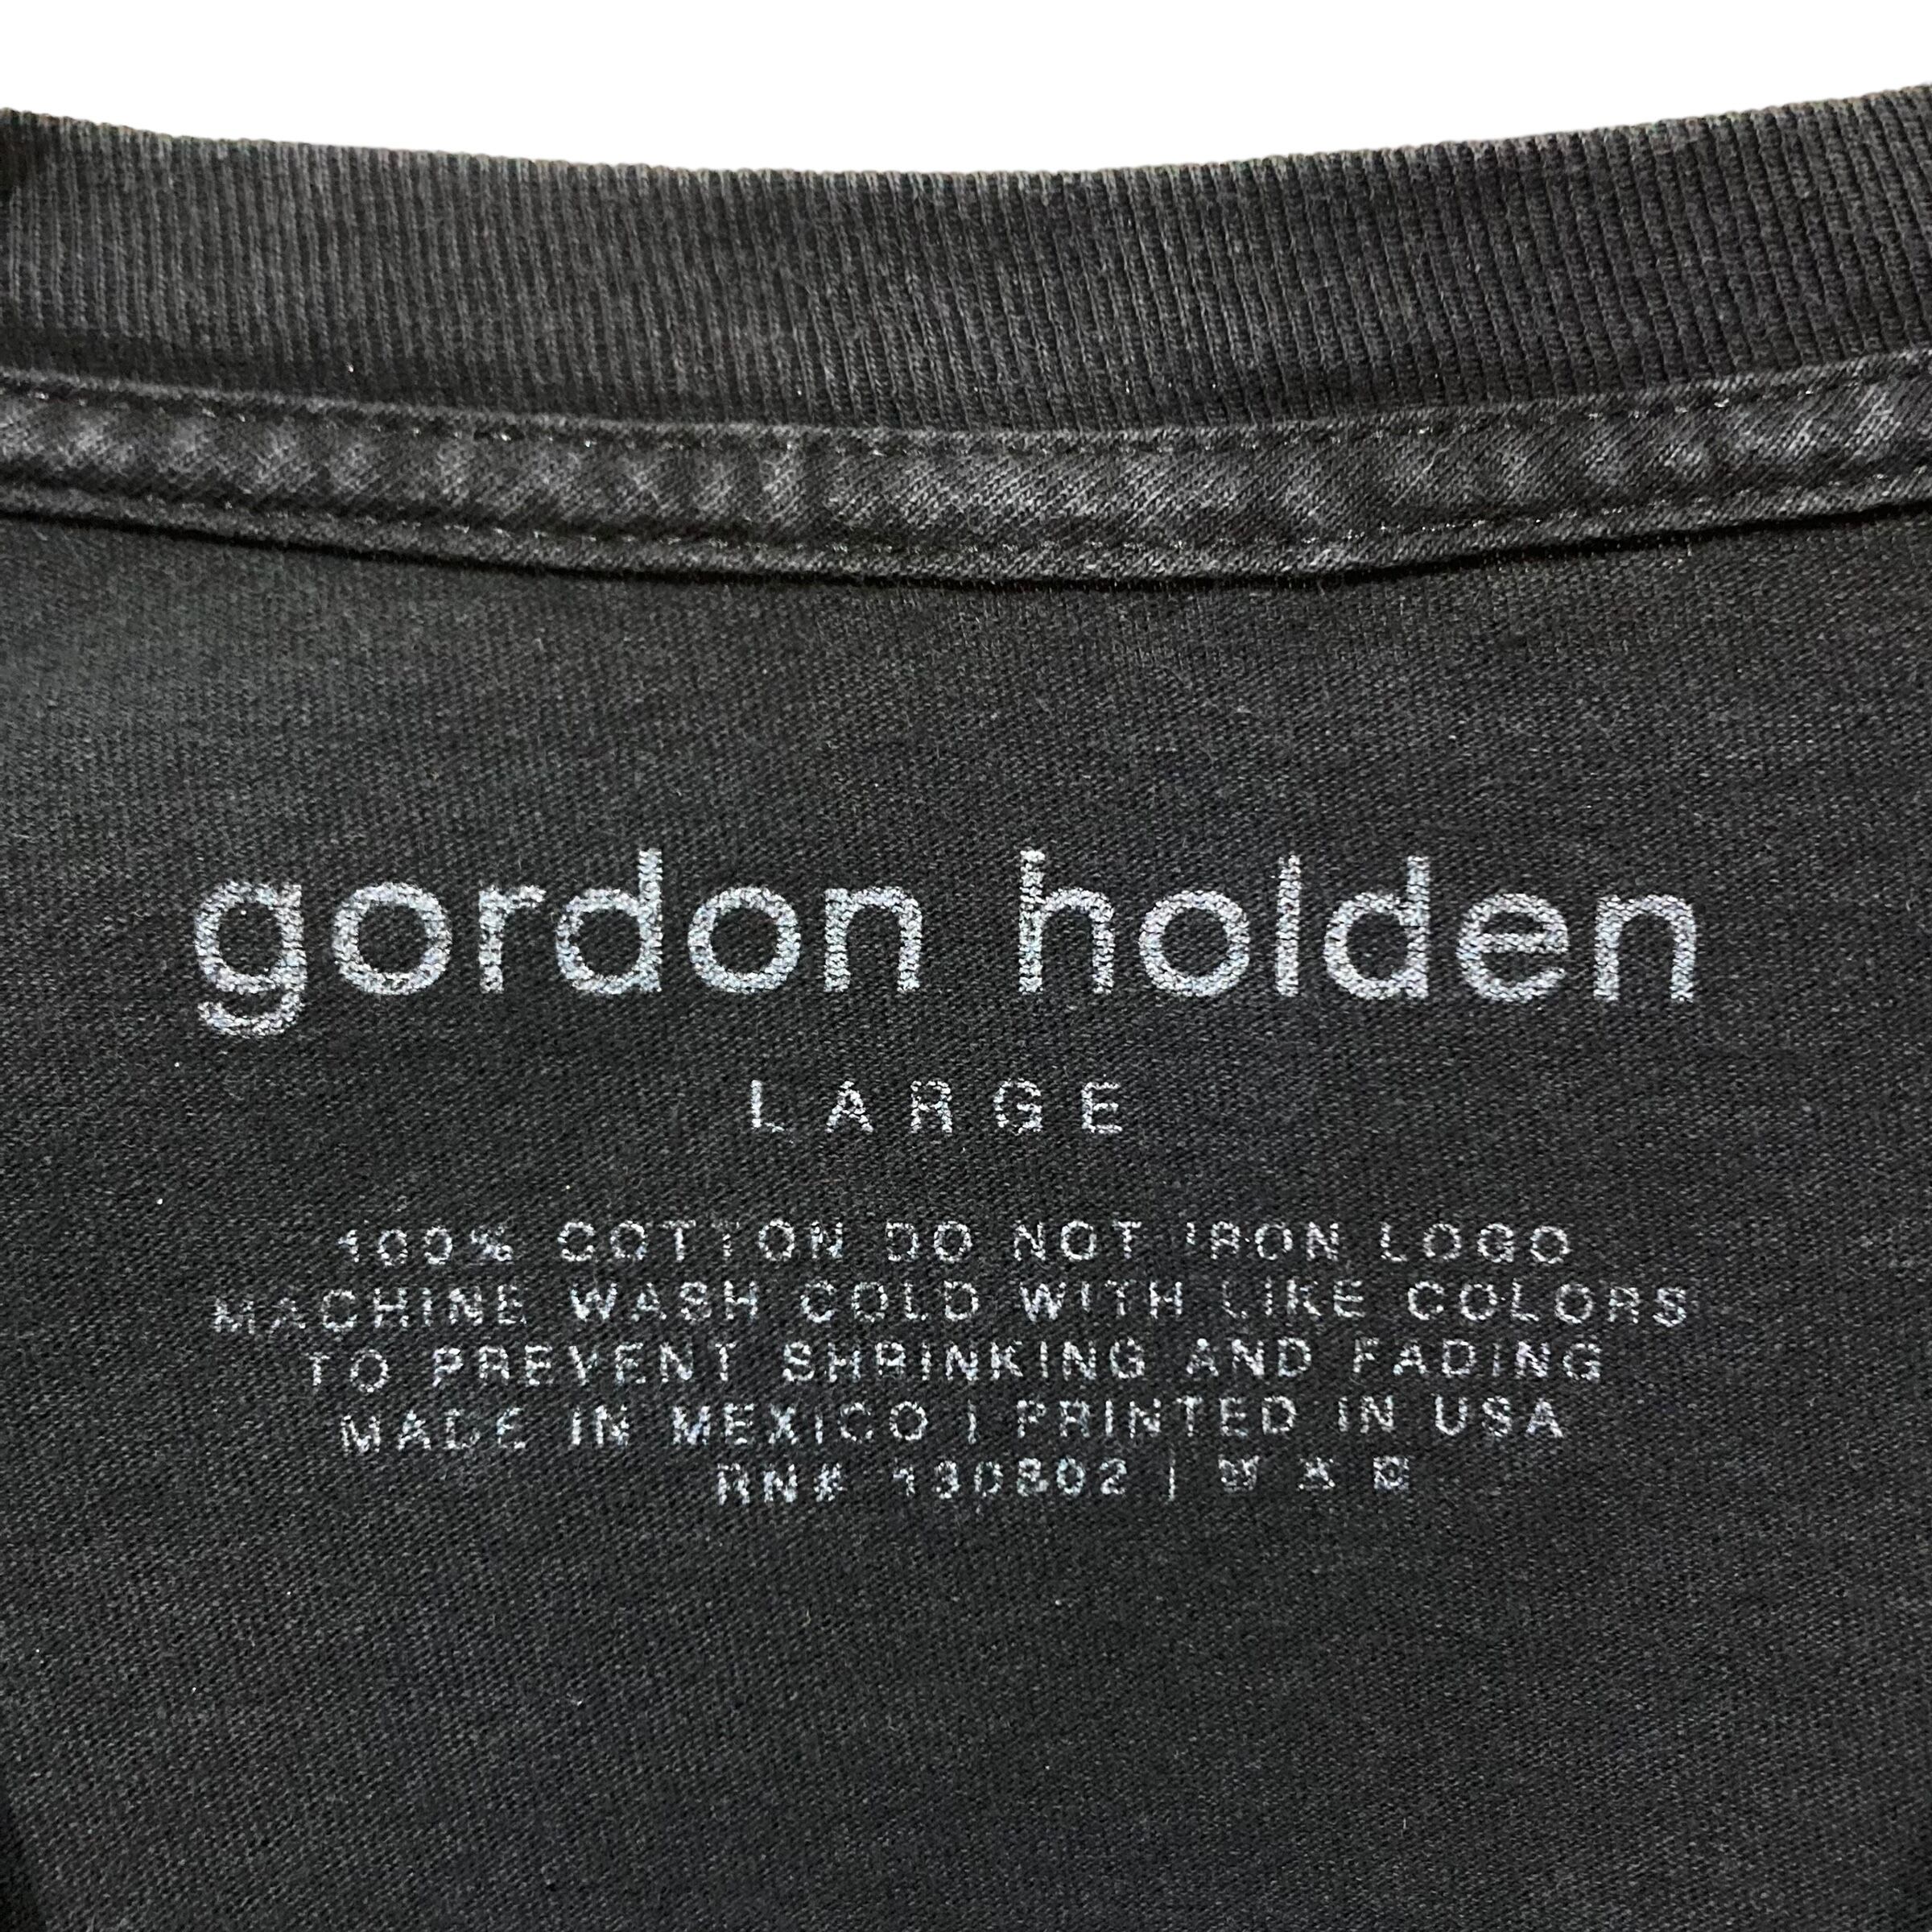 gordon holden
LARGE
100% COTTON DO NOT IRON LOGO
MACHINE WASH COLD WITH LIKE COLORS
TO PREVENT SHRINKING AND FADING
MADE IN MEXICO | PRINTED IN USA
RN# 130802 |